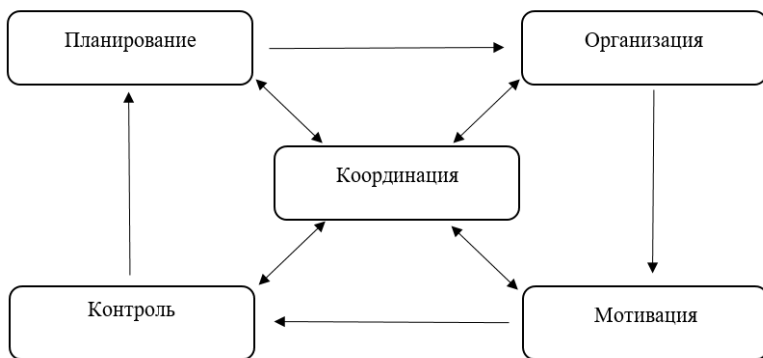 Планирование
Организация
Координация
Контроль
Мотивация